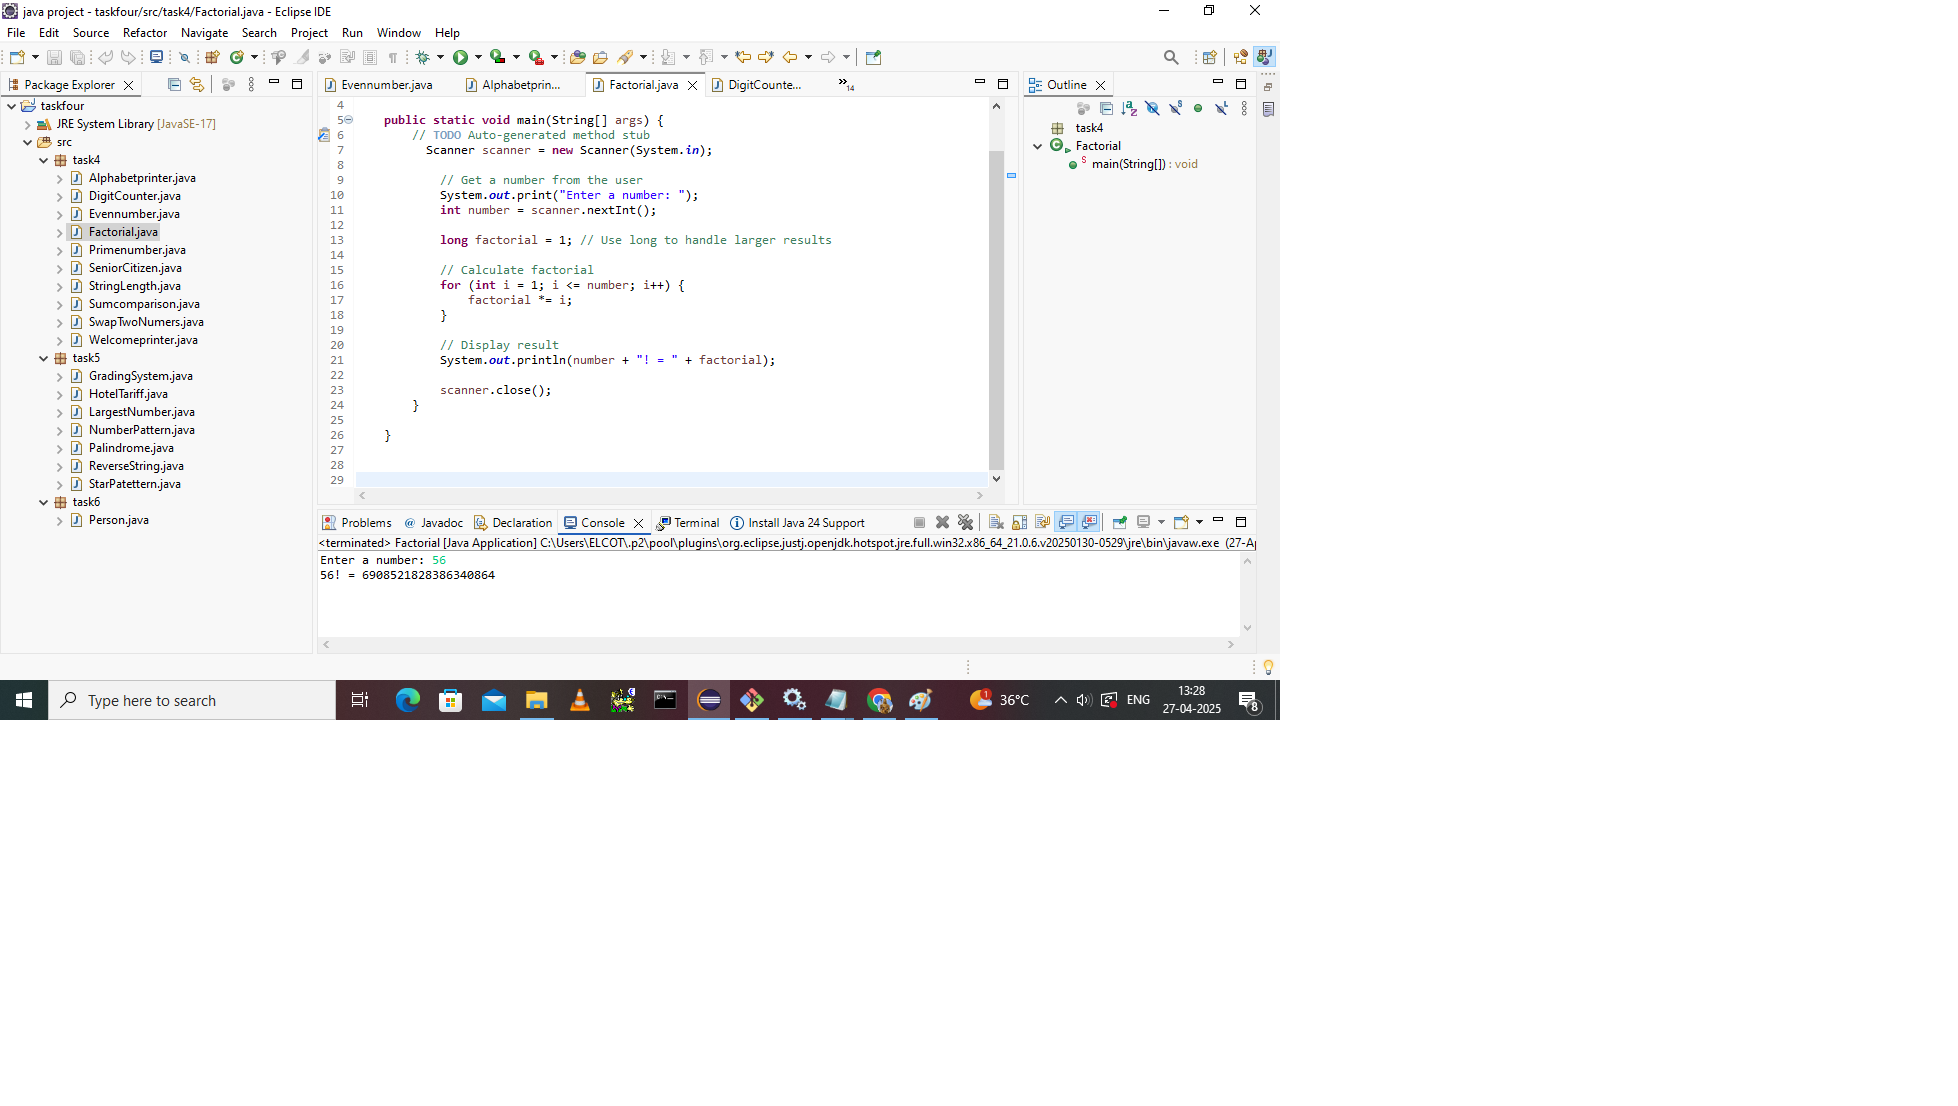 java project - taskfour/src/task4/Factorial.java - Eclipse IDE
File Edit Source Refactor Navigate Search Project Run Window Help
Package Explorer
taskfour
JRE System Library [JavaSE-17]
src
task4
Alphabetprinter.java
DigitCounter.java
Evennumber.java
Factorial.java
Primenumber.java
SeniorCitizen.java
StringLength.java
Sumcomparison.java
SwapTwoNumers.java
Welcomeprinter.java
task5
GradingSystem.java
HotelTariff.java
LargestNumber.java
NumberPattern.java
Palindrome.java
ReverseString.java
StarPatettern.java
task6
Person.java
Evennumber.java Alphabetprin... Factorial.java DigitCounte... »14
4
5 public static void main(String[] args) {
6 // TODO Auto-generated method stub
7 Scanner scanner = new Scanner(System.in);
8
9 // Get a number from the user
10 System.out.print("Enter a number: ");
11 int number = scanner.nextInt();
12
13 long factorial = 1; // Use long to handle larger results
14
15 // Calculate factorial
16 for (int i = 1; i <= number; i++) {
17 factorial *= i;
18 }
19
20 // Display result
21 System.out.println(number + "! = " + factorial);
22
23 scanner.close();
24 }
25
26 }
27
28
29
Outline
task4
Factorial
main(String[]) : void
Problems Javadoc Declaration Console Terminal Install Java 24 Support
<terminated> Factorial [Java Application] C:\Users\ELCOT\.p2\pool\plugins\org.eclipse.justj.openjdk.hotspot.jre.full.win32.x86_64_21.0.6.v20250130-0529\jre\bin\javaw.exe (27-A
Enter a number: 56
56! = 6908521828386340864
Type here to search
1
36°C
ENG
13:28
27-04-2025
8